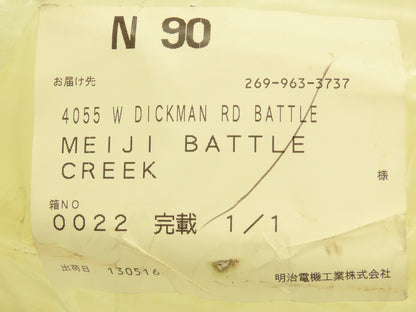 N 90
お届け先 269-963-3737
4055 W DICKMAN RD BATTLE
MEIJI BATTLE
CREEK 様
箱NO
0022 完載 1/1
出荷日 130516 明治電機工業株式会社